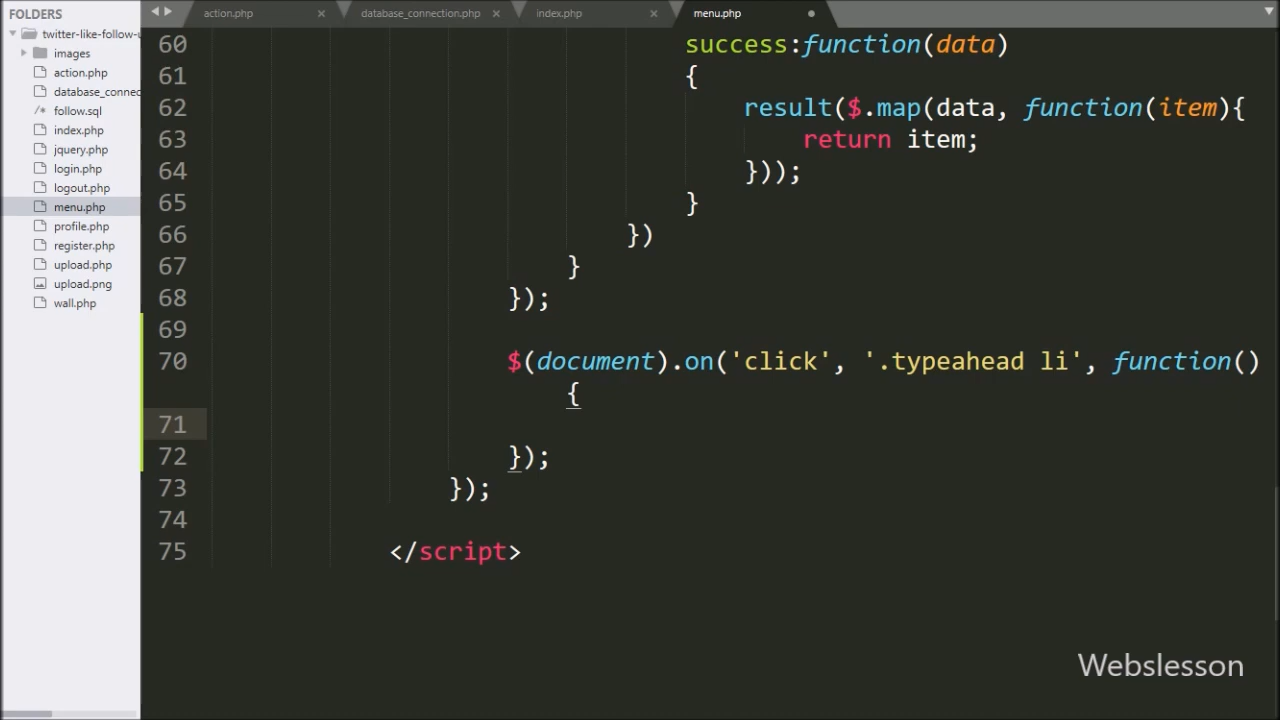 FOLDERS
twitter-like-follow-u
images
action.php
database_connec
follow.sql
index.php
jquery.php
login.php
logout.php
menu.php
profile.php
register.php
upload.php
upload.png
wall.php
action.php × database_connection.php × index.php × menu.php
60 success:function(data)
61 {
62 result($.map(data, function(item){
63 return item;
64 }));
65 }
66 })
67 }
68 });
69
70 $(document).on('click', '.typeahead li', function()
{
71
72 });
73 });
74
75 </script>
Webslesson